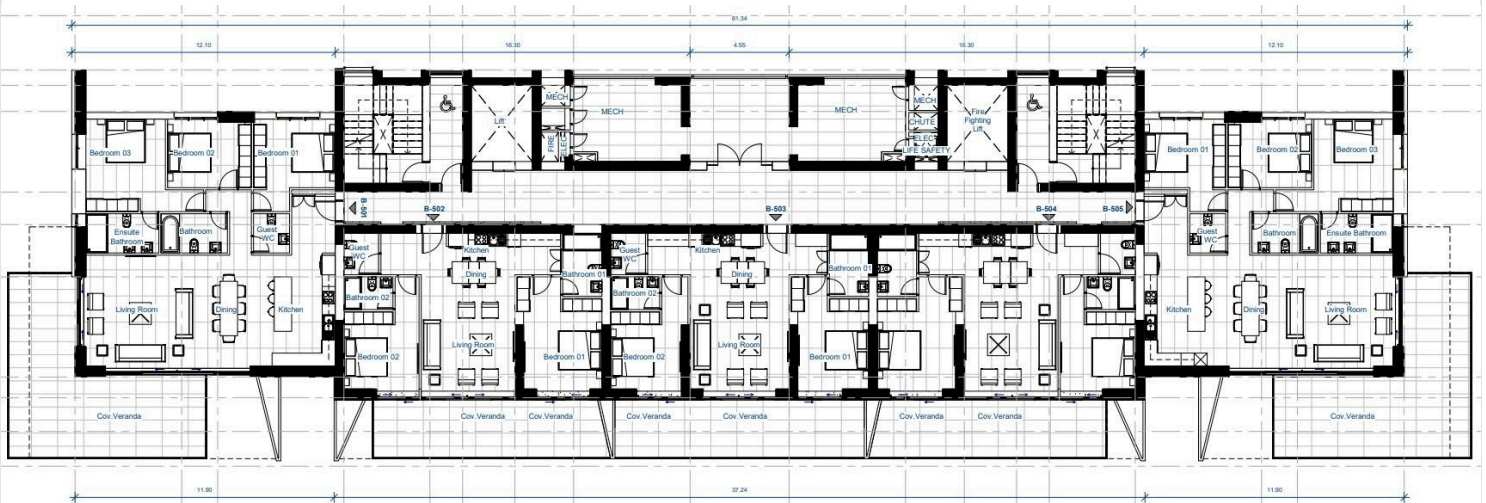 61.34
12.10
16.30
4.55
16.30
12.10
MECH
MECH
Lift
FIRE
ELEC
MECH
MECH
CHUTE
ELEC
LIFE SAFETY
Fire
Fighting
Lift
Bedroom 03
Bedroom 02
Bedroom 01
Bedroom 01
Bedroom 02
Bedroom 03
B-501
B-502
B-503
B-504
B-505
Ensuite
Bathroom
Bathroom
Guest
WC
Guest
WC
Kitchen
Dining
Bathroom 01
Bathroom 02
Guest
WC
Kitchen
Dining
Bathroom 01
Bathroom 02
Dining
Guest
WC
Bathroom
Ensuite Bathroom
Living Room
Dining
Kitchen
Living Room
Bedroom 02
Bedroom 01
Bedroom 02
Living Room
Bedroom 01
Living Room
Kitchen
Dining
Living Room
Cov.Veranda
Cov.Veranda
Cov.Veranda
Cov.Veranda
Cov.Veranda
Cov.Veranda
Cov.Veranda
Cov.Veranda
11.90
37.24
11.90